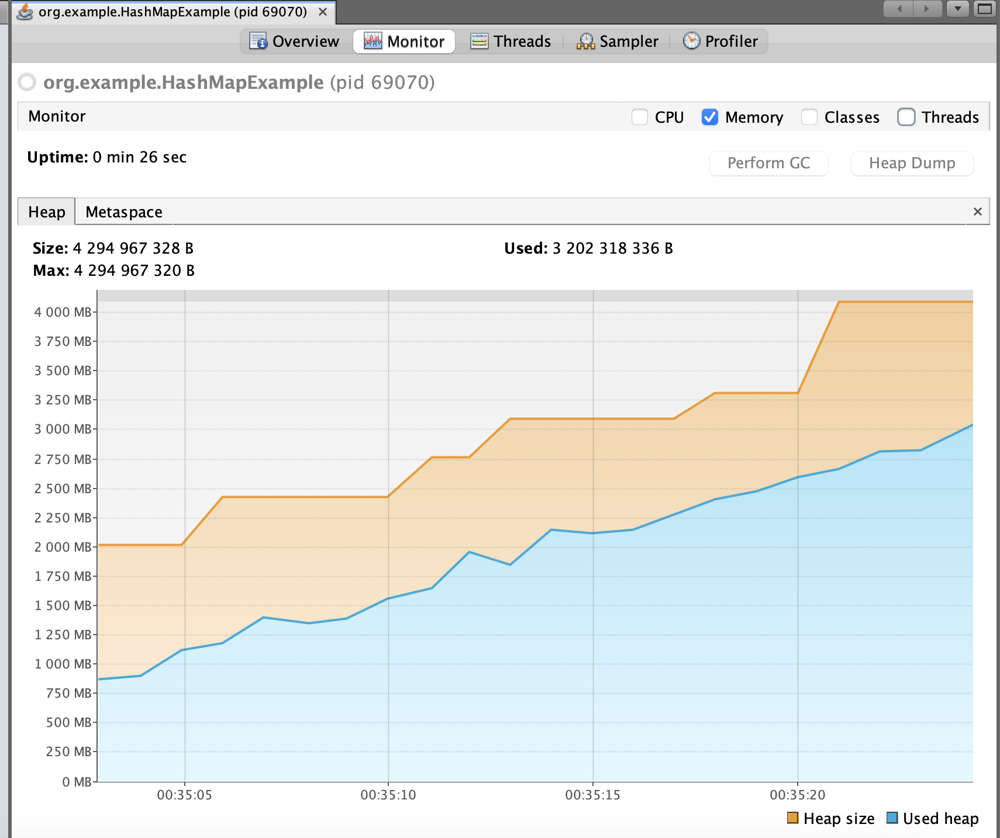 org.example.HashMapExample (pid 69070)
Overview Monitor Threads Sampler Profiler
org.example.HashMapExample (pid 69070)
Monitor CPU Memory Classes Threads
Uptime: 0 min 26 sec
Perform GC Heap Dump
Heap Metaspace
Size: 4 294 967 328 B Used: 3 202 318 336 B
Max: 4 294 967 320 B
4 000 MB
3 750 MB
3 500 MB
3 250 MB
3 000 MB
2 750 MB
2 500 MB
2 250 MB
2 000 MB
1 750 MB
1 500 MB
1 250 MB
1 000 MB
750 MB
500 MB
250 MB
0 MB
00:35:05 00:35:10 00:35:15 00:35:20
Heap size Used heap